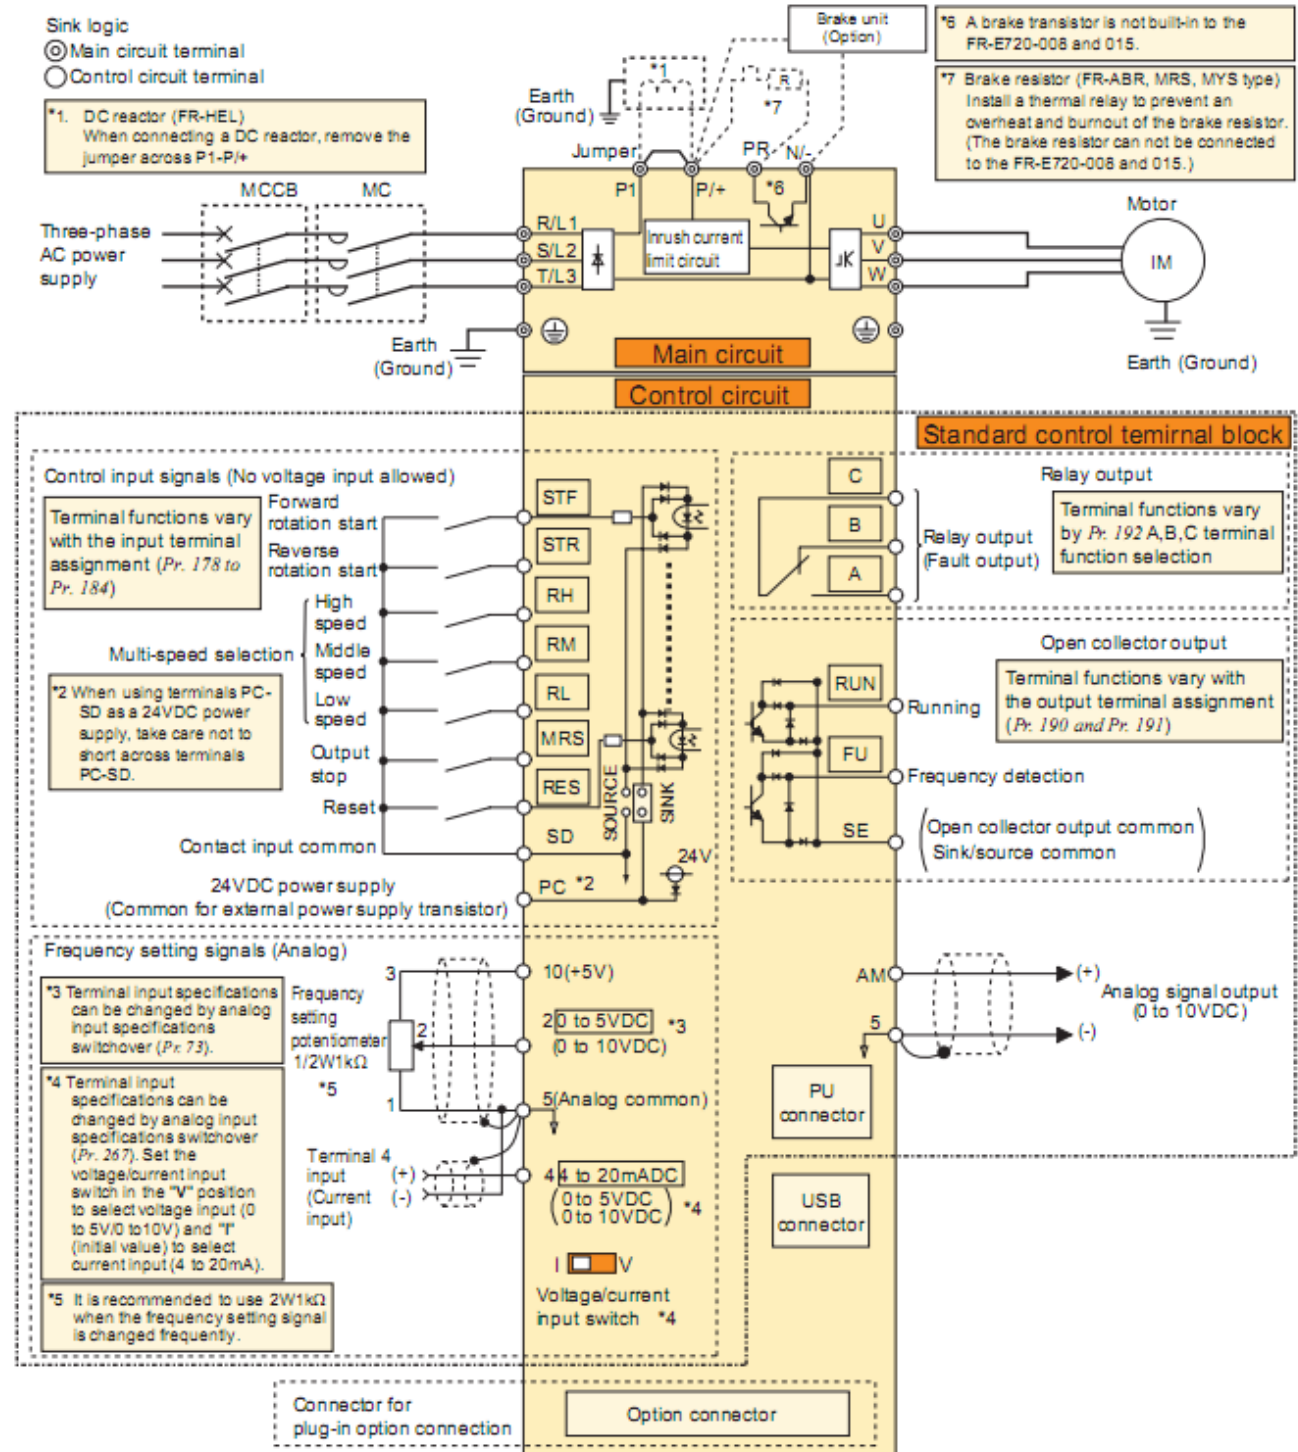 Sink logic
Main circuit terminal
Control circuit terminal
*1. DC reactor (FR-HEL)
When connecting a DC reactor, remove the
jumper across P1-P/+
Brake unit
(Option)
*6 A brake transistor is not built-in to the
FR-E720-008 and 015.
*7 Brake resistor (FR-ABR, MRS, MYS type)
Install a thermal relay to prevent an
overheat and burnout of the brake resistor.
(The brake resistor can not be connected
to the FR-E720-008 and 015.)
*1
R
*7
Earth
(Ground)
Jumper
PR
N/-
P1
P/+
*6
MCCB
MC
Three-phase
AC power
supply
R/L1
S/L2
T/L3
Inrush current
limit circuit
U
V
W
Motor
IM
Earth
(Ground)
Earth (Ground)
Main circuit
Control circuit
Standard control temirnal block
Control input signals (No voltage input allowed)
Terminal functions vary
with the input terminal
assignment (Pr. 178 to
Pr. 184)
Forward
rotation start
Reverse
rotation start
High
speed
Multi-speed selection
Middle
speed
Low
speed
*2 When using terminals PC-
SD as a 24VDC power
supply, take care not to
short across terminals
PC-SD.
Output
stop
Reset
Contact input common
24VDC power supply
(Common for external power supply transistor)
STF
STR
RH
RM
RL
MRS
RES
SD
PC *2
SOURCE
SINK
24V
C
B
A
Relay output
Relay output
(Fault output)
Terminal functions vary
by Pr. 192 A,B,C terminal
function selection
Open collector output
Terminal functions vary with
the output terminal assignment
(Pr. 190 and Pr. 191)
RUN
Running
FU
Frequency detection
SE
Open collector output common
Sink/source common
Frequency setting signals (Analog)
*3 Terminal input specifications
can be changed by analog
input specifications
switchover (Pr. 73).
*4 Terminal input
specifications can be
changed by analog input
specifications switchover
(Pr. 267). Set the
voltage/current input
switch in the "V" position
to select voltage input (0
to 5V/0 to10V) and "I"
(initial value) to select
current input (4 to 20mA).
*5 It is recommended to use 2W1kΩ
when the frequency setting signal
is changed frequently.
Frequency
setting
potentiometer
1/2W1kΩ
*5
3
2
1
10(+5V)
2 0 to 5VDC *3
(0 to 10VDC)
5(Analog common)
Terminal 4
input
(Current
input)
(+)
(-)
4 4 to 20mADC
0 to 5VDC
0 to 10VDC
*4
I
V
Voltage/current
input switch *4
AM
(+)
Analog signal output
(0 to 10VDC)
5
(-)
PU
connector
USB
connector
Connector for
plug-in option connection
Option connector